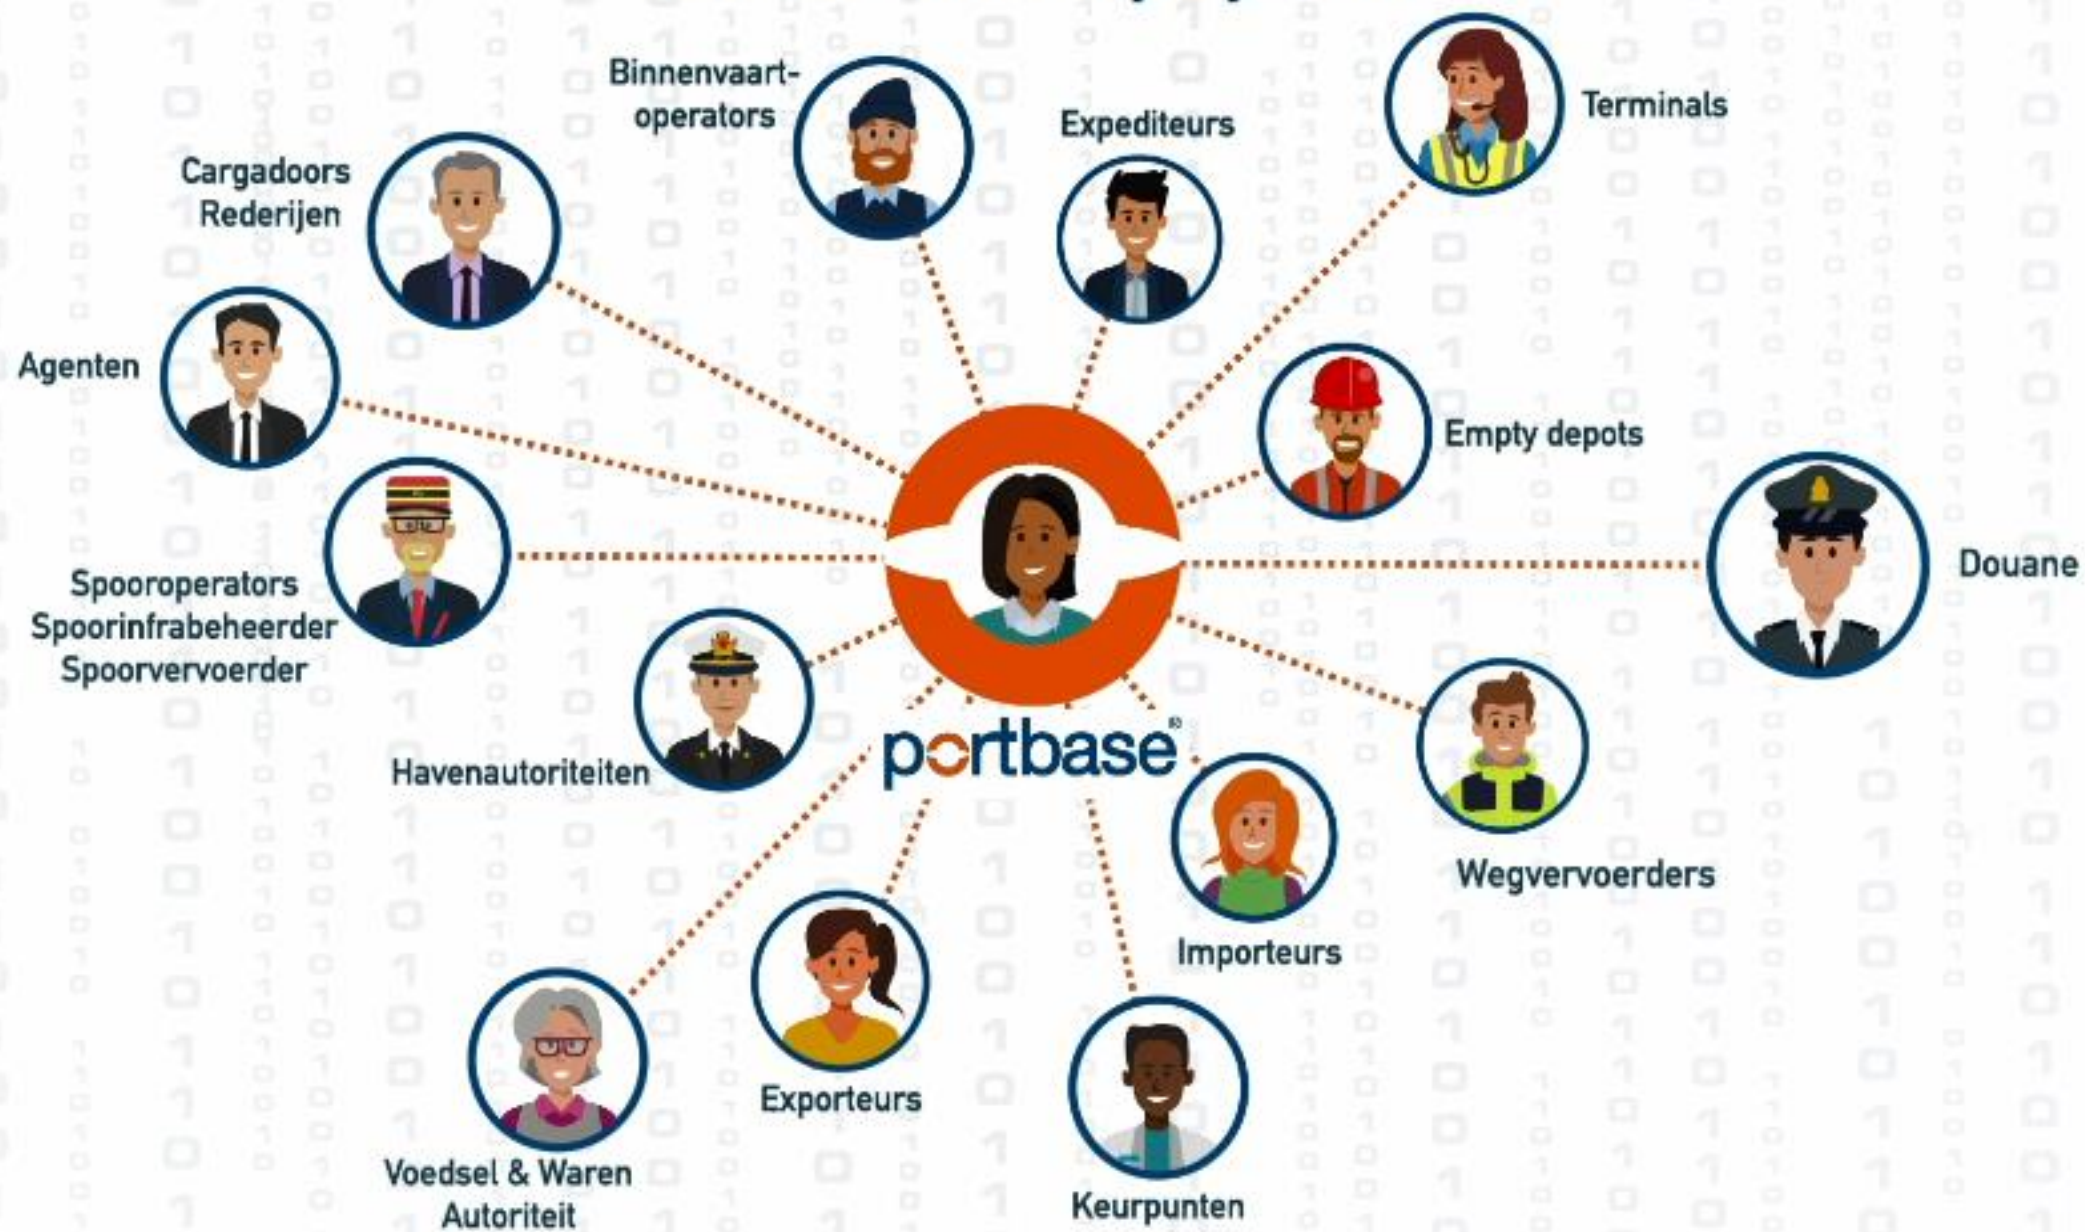 Binnenvaart-
operators
Expediteurs
Terminals
Cargadoors
Rederijen
Agenten
Empty depots
Douane
Spooroperators
Spoorinfrabeheerder
Spoorvervoerder
Havenautoriteiten
portbase®
Wegvervoerders
Importeurs
Exporteurs
Voedsel & Waren
Autoriteit
Keurpunten